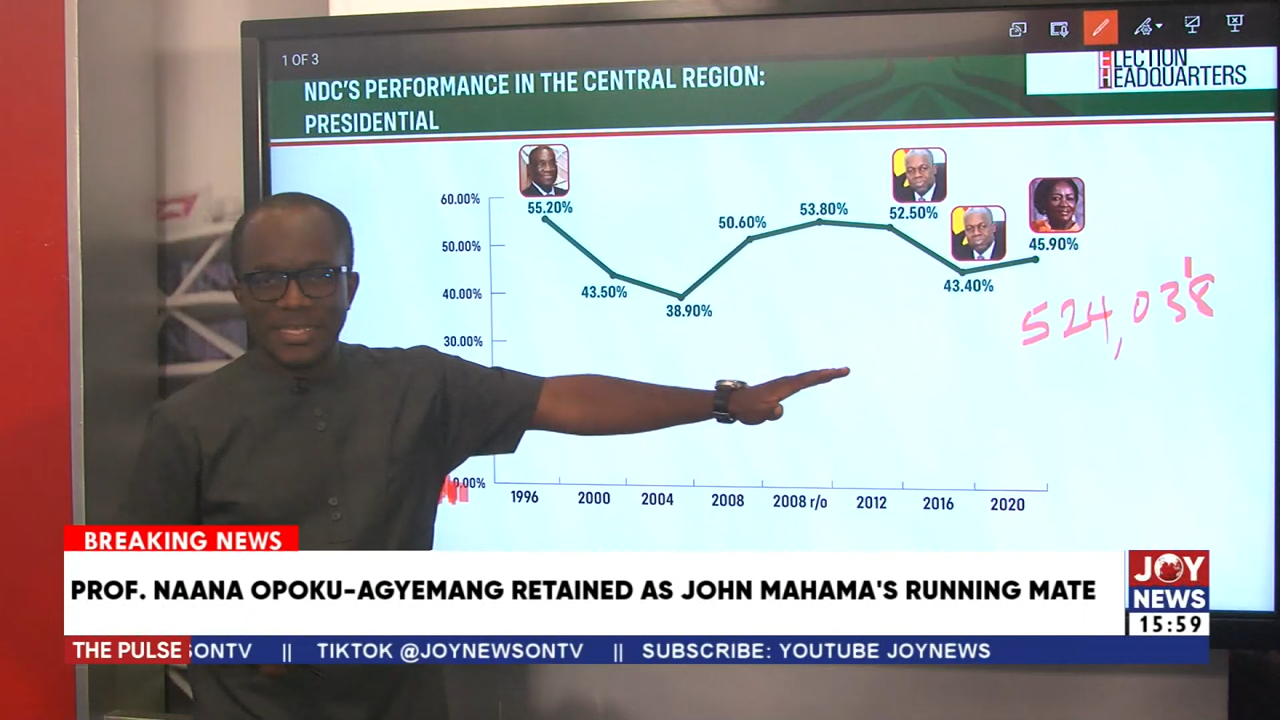 1 OF 3
NDC'S PERFORMANCE IN THE CENTRAL REGION:
PRESIDENTIAL
ELECTION
HEADQUARTERS
60.00%
50.00%
40.00%
30.00%
55.20%
43.50%
38.90%
50.60%
53.80%
52.50%
43.40%
45.90%
524,038
1996
2000
2004
2008
2008 r/o
2012
2016
2020
BREAKING NEWS
PROF. NAANA OPOKU-AGYEMANG RETAINED AS JOHN MAHAMA'S RUNNING MATE
JOY
NEWS
15:59
THE PULSE
SONTV || TIKTOK @JOYNEWSONTV || SUBSCRIBE: YOUTUBE JOYNEWS